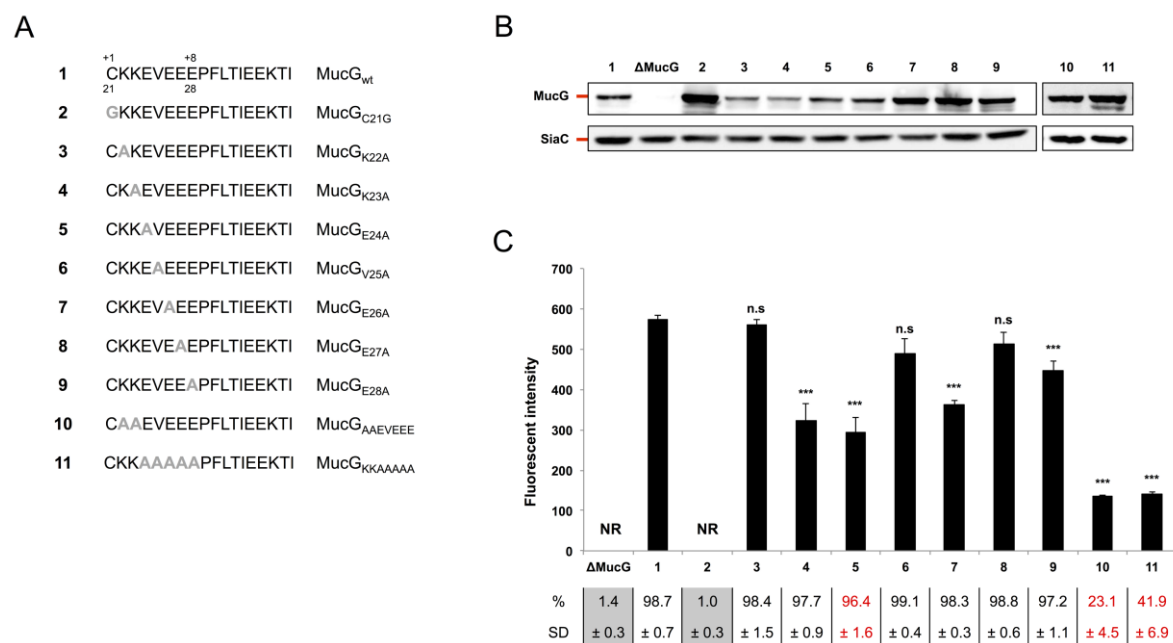 A
+1 +8
1 CKKEVEEEPFLTIEEKTI MucGwt
21 28
2 GKKEVEEEPFLTIEEKTI MucGC21G
3 CAKEVEEEPFLTIEEKTI MucGK22A
4 CKAEVEEEPFLTIEEKTI MucGK23A
5 CKKAVEEEPFLTIEEKTI MucGE24A
6 CKKEAEEEPFLTIEEKTI MucGV25A
7 CKKEVAEEPFLTIEEKTI MucGE26A
8 CKKEVEAEPFLTIEEKTI MucGE27A
9 CKKEVEEAPFLTIEEKTI MucGE28A
10 CAAEVEEEPFLTIEEKTI MucGAAEVEEE
11 CKKAAAAAPFLTIEEKTI MucGKKAAAAA
B
1 ΔMucG 2 3 4 5 6 7 8 9 10 11
MucG
SiaC
C
Fluorescent intensity
700
600
500
400
300
200
100
0
NR NR n.s *** *** n.s *** n.s *** *** ***
ΔMucG 1 2 3 4 5 6 7 8 9 10 11
% 1.4 98.7 1.0 98.4 97.7 96.4 99.1 98.3 98.8 97.2 23.1 41.9
SD ± 0.3 ± 0.7 ± 0.3 ± 1.5 ± 0.9 ± 1.6 ± 0.4 ± 0.3 ± 0.6 ± 1.1 ± 4.5 ± 6.9